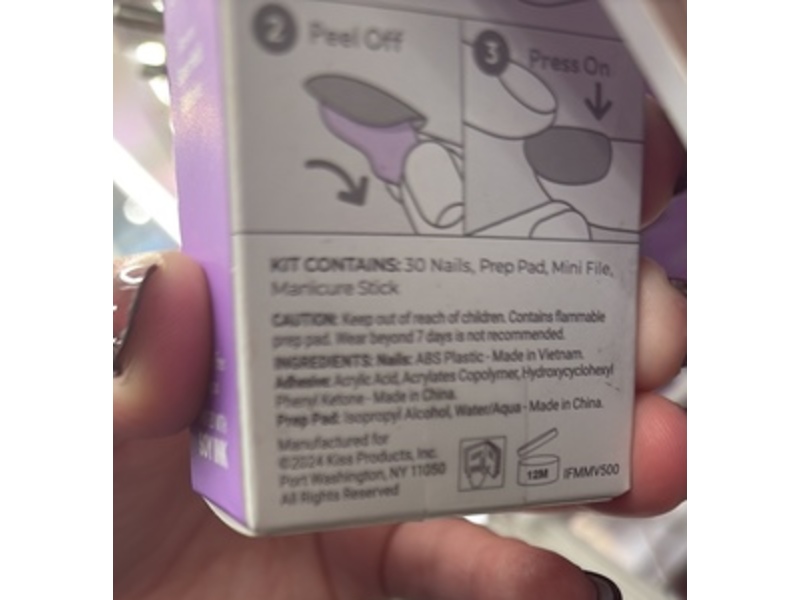 2 Peel Off
3 Press On
KIT CONTAINS: 30 Nails, Prep Pad, Mini File,
Manicure Stick
CAUTION: Keep out of reach of children. Contains flammable
prep pad. Wear beyond 7 days is not recommended.
INGREDIENTS: Nails: ABS Plastic - Made in Vietnam.
Adhesive: Acrylic Acid, Acrylates Copolymer, Hydroxycyclohexyl
Phenyl Ketone - Made in China.
Prep Pad: Isopropyl Alcohol, Water/Aqua - Made in China.
Manufactured for
©2024 Kiss Products, Inc.
Port Washington, NY 11050
All Rights Reserved
12M
IFMMV500